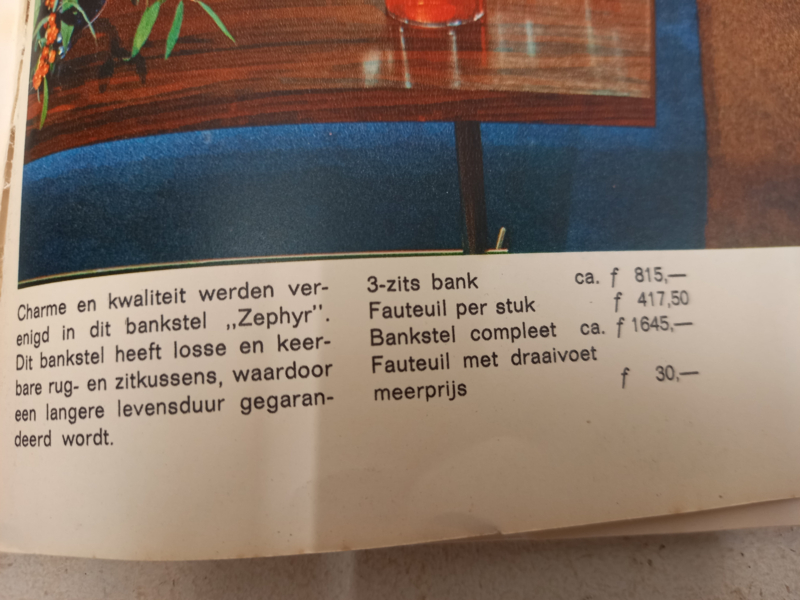 Charme en kwaliteit werden ver-
enigd in dit bankstel „Zephyr".
Dit bankstel heeft losse en keer-
bare rug- en zitkussens, waardoor
een langere levensduur gegaran-
deerd wordt.
3-zits bank ca. f 815,—
Fauteuil per stuk f 417,50
Bankstel compleet ca. f 1645,—
Fauteuil met draaivoet
meerprijs f 30,—